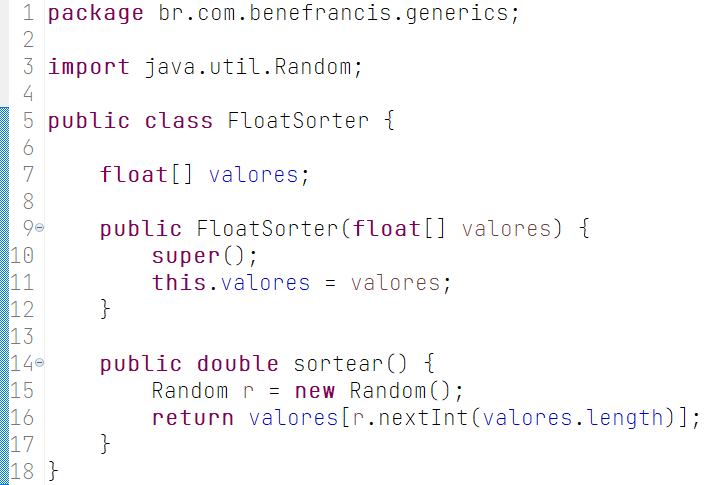 1 package br.com.benefrancis.generics;
2
3 import java.util.Random;
4
5 public class FloatSorter {
6
7 float[] valores;
8
9 public FloatSorter(float[] valores) {
10 super();
11 this.valores = valores;
12 }
13
14 public double sortear() {
15 Random r = new Random();
16 return valores[r.nextInt(valores.length)];
17 }
18 }